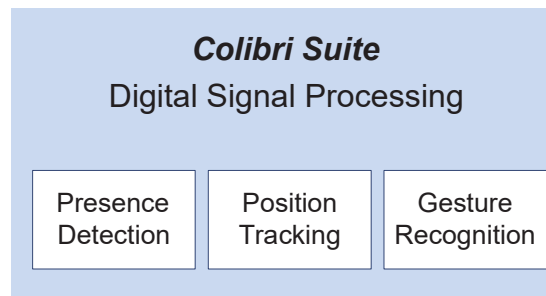 Colibri Suite
Digital Signal Processing
Presence
Detection
Position
Tracking
Gesture
Recognition